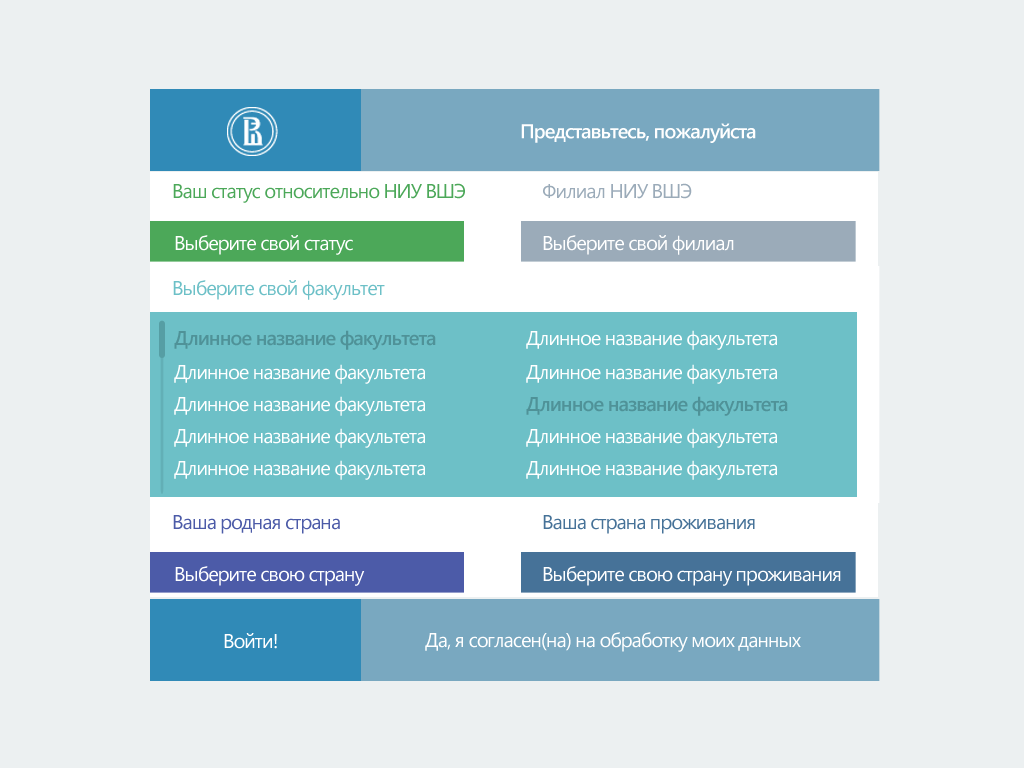 Представьтесь, пожалуйста
Ваш статус относительно НИУ ВШЭ
Филиал НИУ ВШЭ
Выберите свой статус
Выберите свой филиал
Выберите свой факультет
Длинное название факультета
Длинное название факультета
Длинное название факультета
Длинное название факультета
Длинное название факультета
Длинное название факультета
Длинное название факультета
Длинное название факультета
Длинное название факультета
Длинное название факультета
Ваша родная страна
Ваша страна проживания
Выберите свою страну
Выберите свою страну проживания
Войти!
Да, я согласен(на) на обработку моих данных